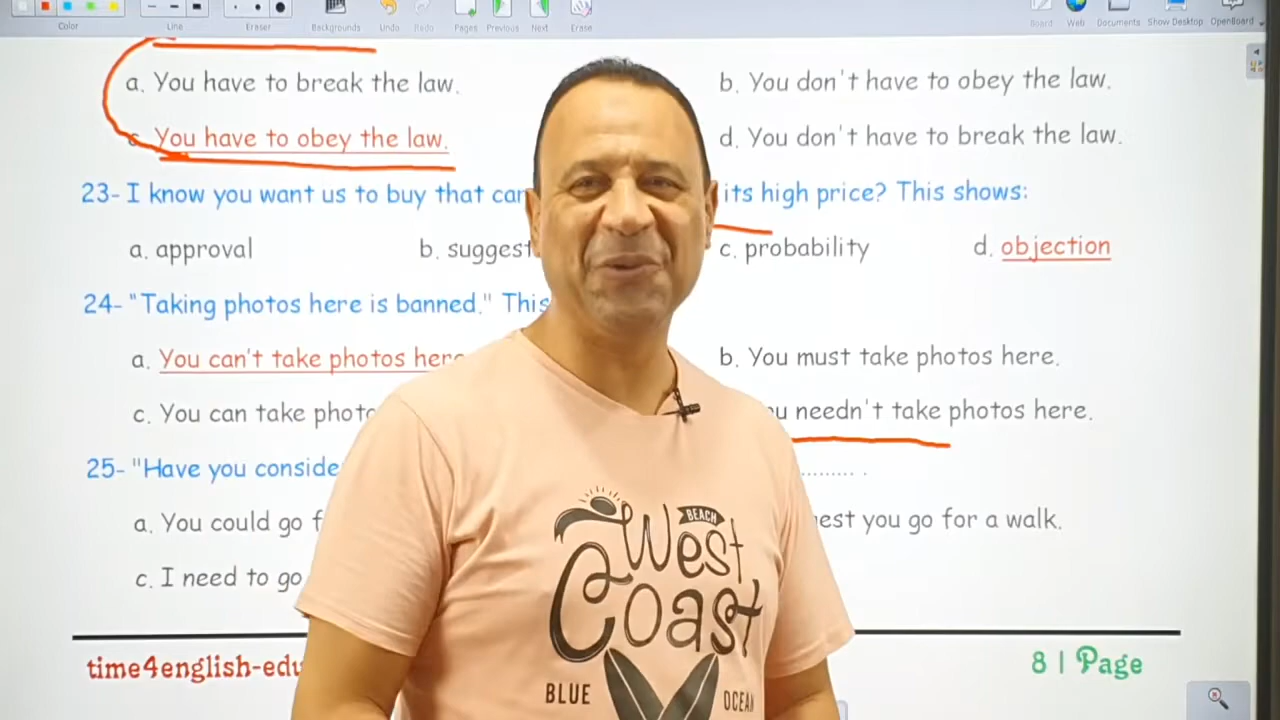 Color Line Eraser Backgrounds Undo Redo Pages Previous Next Erase Board Web Documents Show Desktop OpenBoard
a. You have to break the law. b. You don't have to obey the law.
c. You have to obey the law. d. You don't have to break the law.
23- I know you want us to buy that car its high price? This shows:
a. approval b. suggest c. probability d. objection
24- "Taking photos here is banned." This
a. You can't take photos here b. You must take photos here.
c. You can take photo needn't take photos here.
25- "Have you conside ......... .
a. You could go f you go for a walk.
c. I need to go
time4english-edu 8 | Page
BEACH
West
Coast
BLUE OCEAN